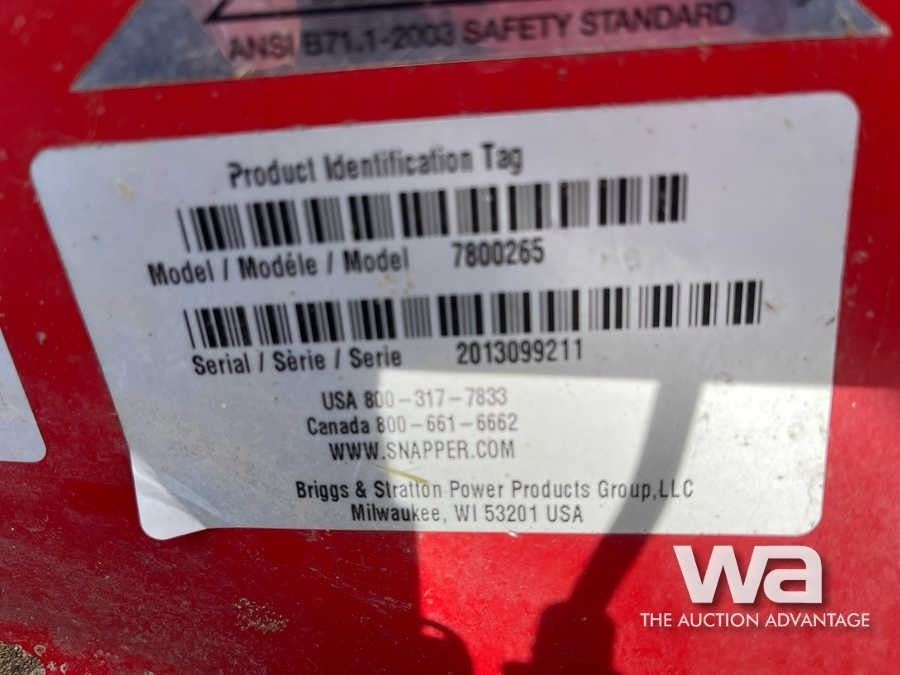 ANSI B71.1-2003 SAFETY STANDARD
Product Identification Tag
Model / Modéle / Model 7800265
Serial / Sèrie / Serie 2013099211
USA 800-317-7833
Canada 800-661-6662
WWW.SNAPPER.COM
Briggs & Stratton Power Products Group,LLC
Milwaukee, WI 53201 USA
wa
THE AUCTION ADVANTAGE